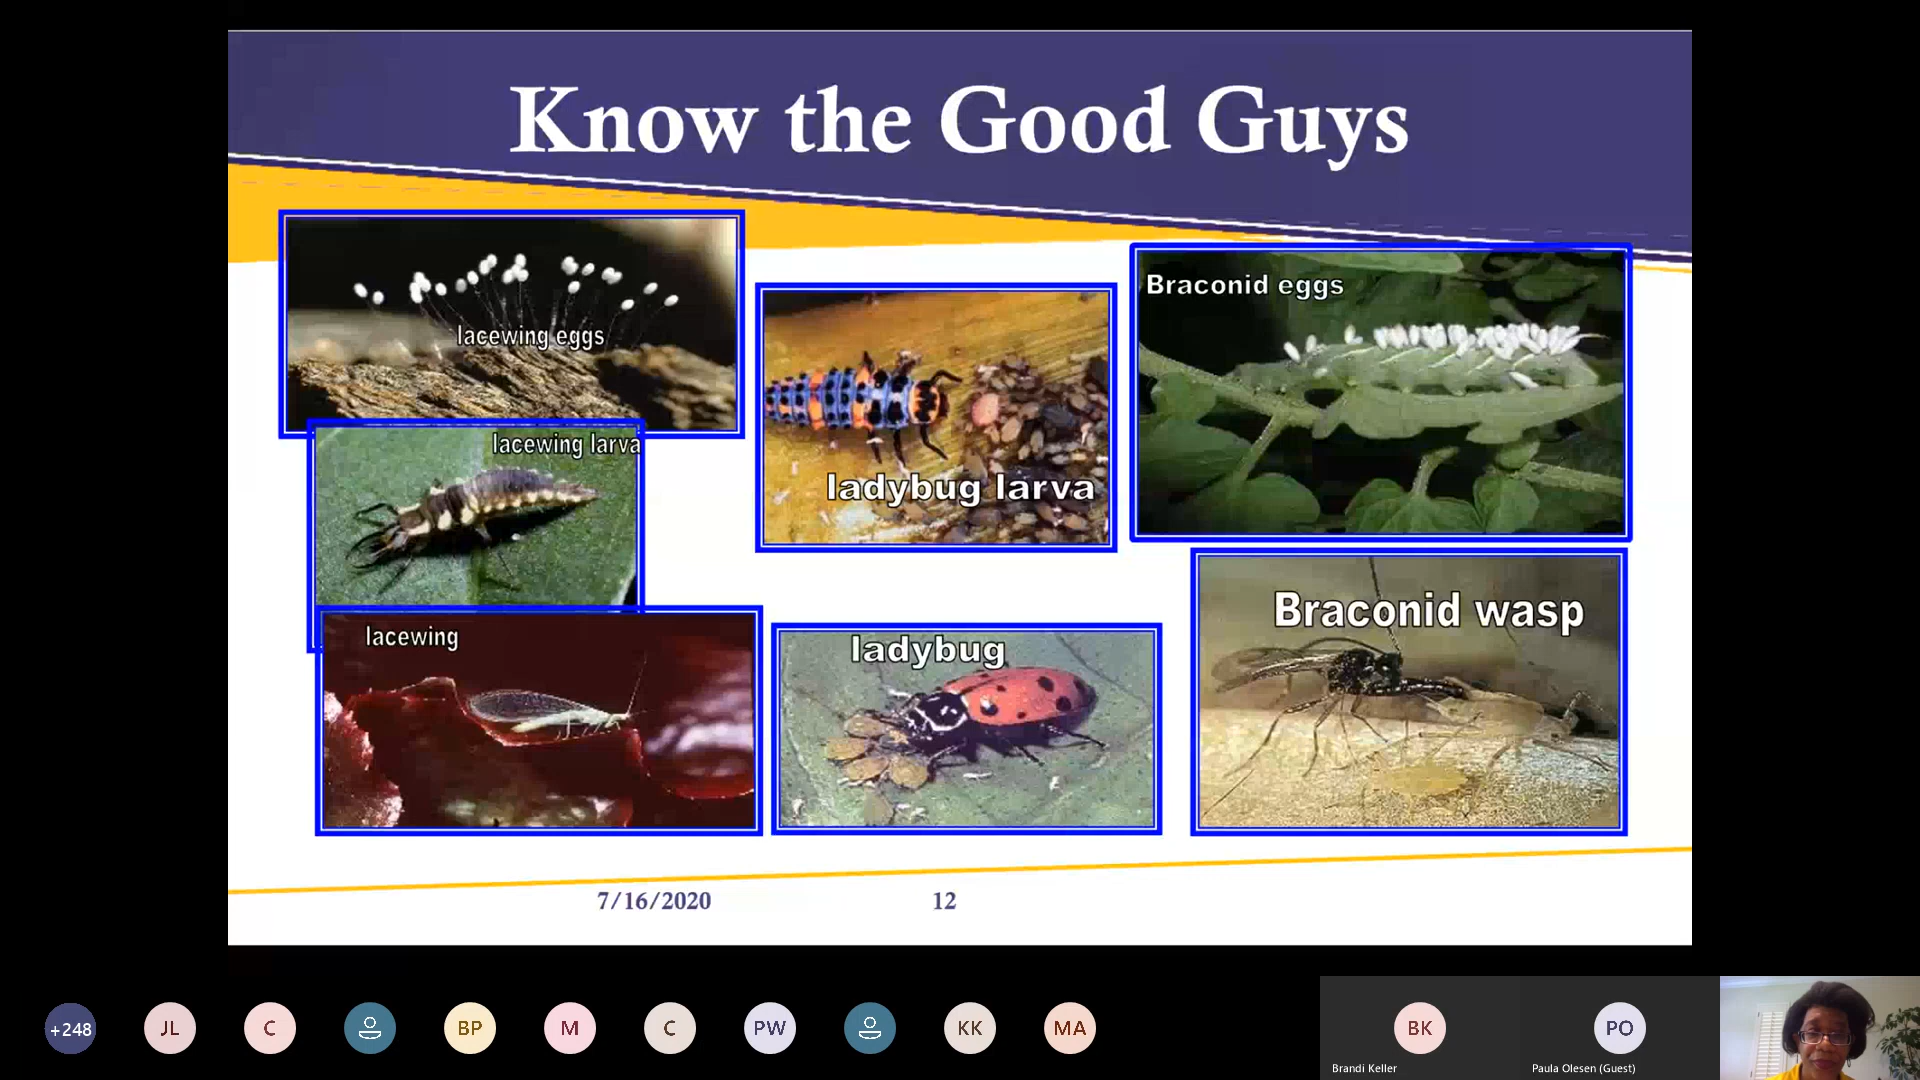 Know the Good Guys
lacewing eggs
Braconid eggs
lacewing larva
ladybug larva
Braconid wasp
lacewing
ladybug
7/16/2020
12
+248
JL
C
BP
M
C
PW
KK
MA
BK
PO
Brandi Keller
Paula Olesen (Guest)